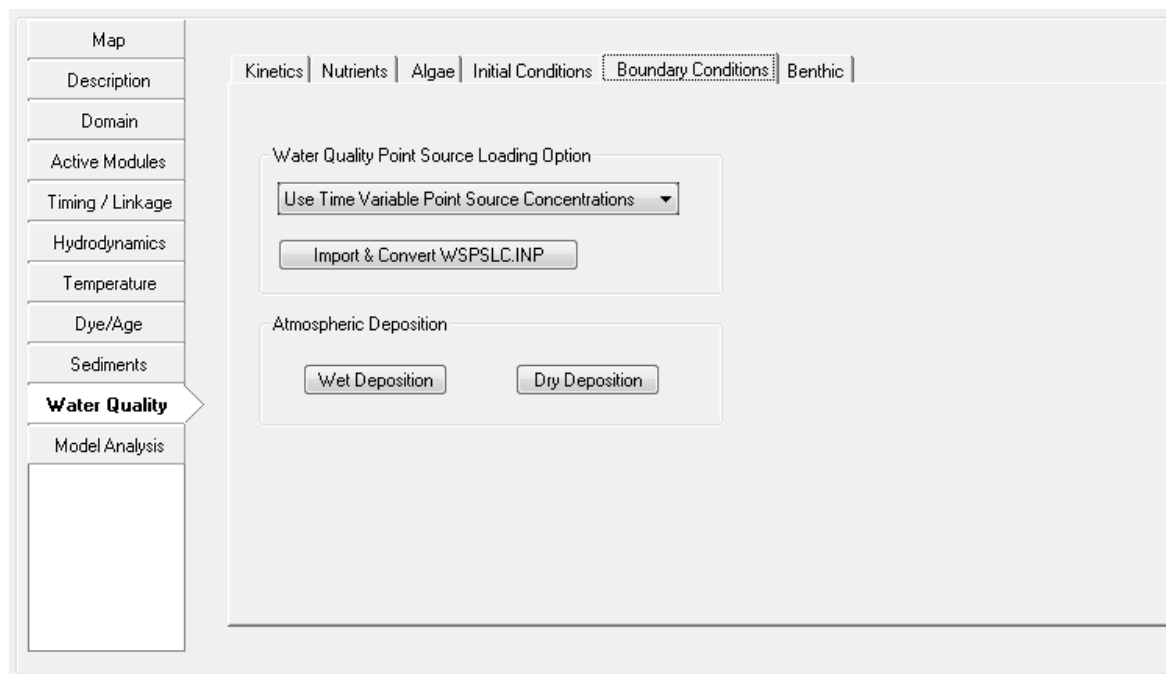 Map
Description
Domain
Active Modules
Timing / Linkage
Hydrodynamics
Temperature
Dye/Age
Sediments
Water Quality
Model Analysis
Kinetics Nutrients Algae Initial Conditions Boundary Conditions Benthic
Water Quality Point Source Loading Option
Use Time Variable Point Source Concentrations
Import & Convert WSPSLC.INP
Atmospheric Deposition
Wet Deposition Dry Deposition